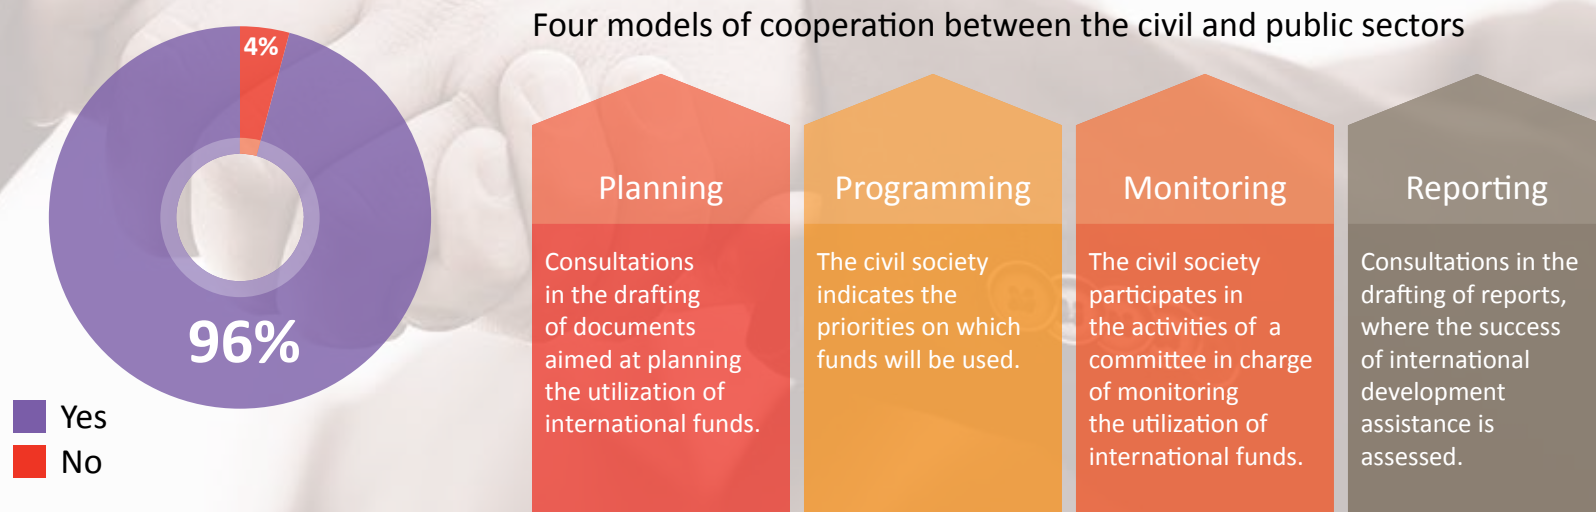 4%
96%
Yes
No
Four models of cooperation between the civil and public sectors
Planning
Consultations
in the drafting
of documents
aimed at planning
the utilization of
international funds.
Programming
The civil society
indicates the
priorities on which
funds will be used.
Monitoring
The civil society
participates in
the activities of a
committee in charge
of monitoring
the utilization of
international funds.
Reporting
Consultations in the
drafting of reports,
where the success
of international
development
assistance is
assessed.